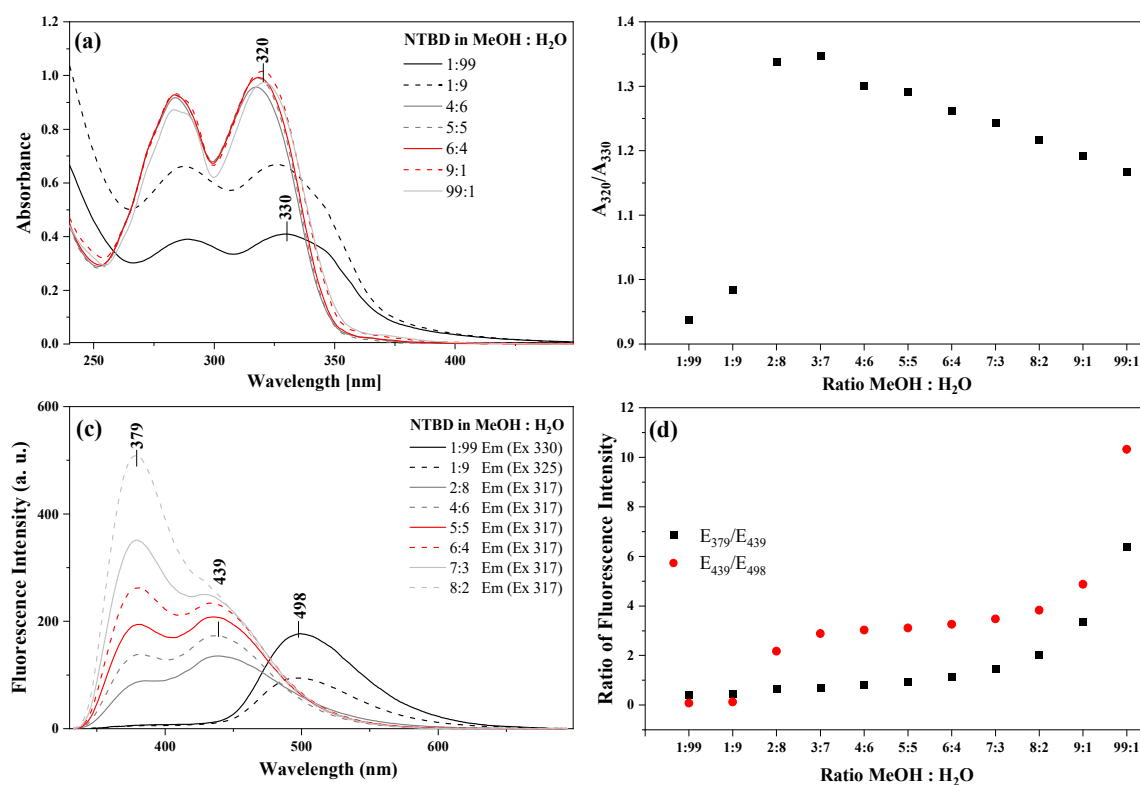 (a)
NTBD in MeOH : H₂O
1:99
1:9
4:6
5:5
6:4
9:1
99:1
320
330
1.2
1.0
0.8
0.6
0.4
0.2
0.0
Absorbance
250
300
350
400
Wavelength [nm]
(b)
1.4
1.3
1.2
1.1
1.0
0.9
A₃₂₀/A₃₃₀
1:99
1:9
2:8
3:7
4:6
5:5
6:4
7:3
8:2
9:1
99:1
Ratio MeOH : H₂O
(c)
NTBD in MeOH : H₂O
1:99 Em (Ex 330)
1:9 Em (Ex 325)
2:8 Em (Ex 317)
4:6 Em (Ex 317)
5:5 Em (Ex 317)
6:4 Em (Ex 317)
7:3 Em (Ex 317)
8:2 Em (Ex 317)
379
439
498
600
400
200
0
Fluorescence Intensity (a. u.)
400
500
600
Wavelength (nm)
(d)
E₃₇₉/E₄₃₉
E₄₃₉/E₄₉₈
12
10
8
6
4
2
0
Ratio of Fluorescence Intensity
1:99
1:9
2:8
3:7
4:6
5:5
6:4
7:3
8:2
9:1
99:1
Ratio MeOH : H₂O